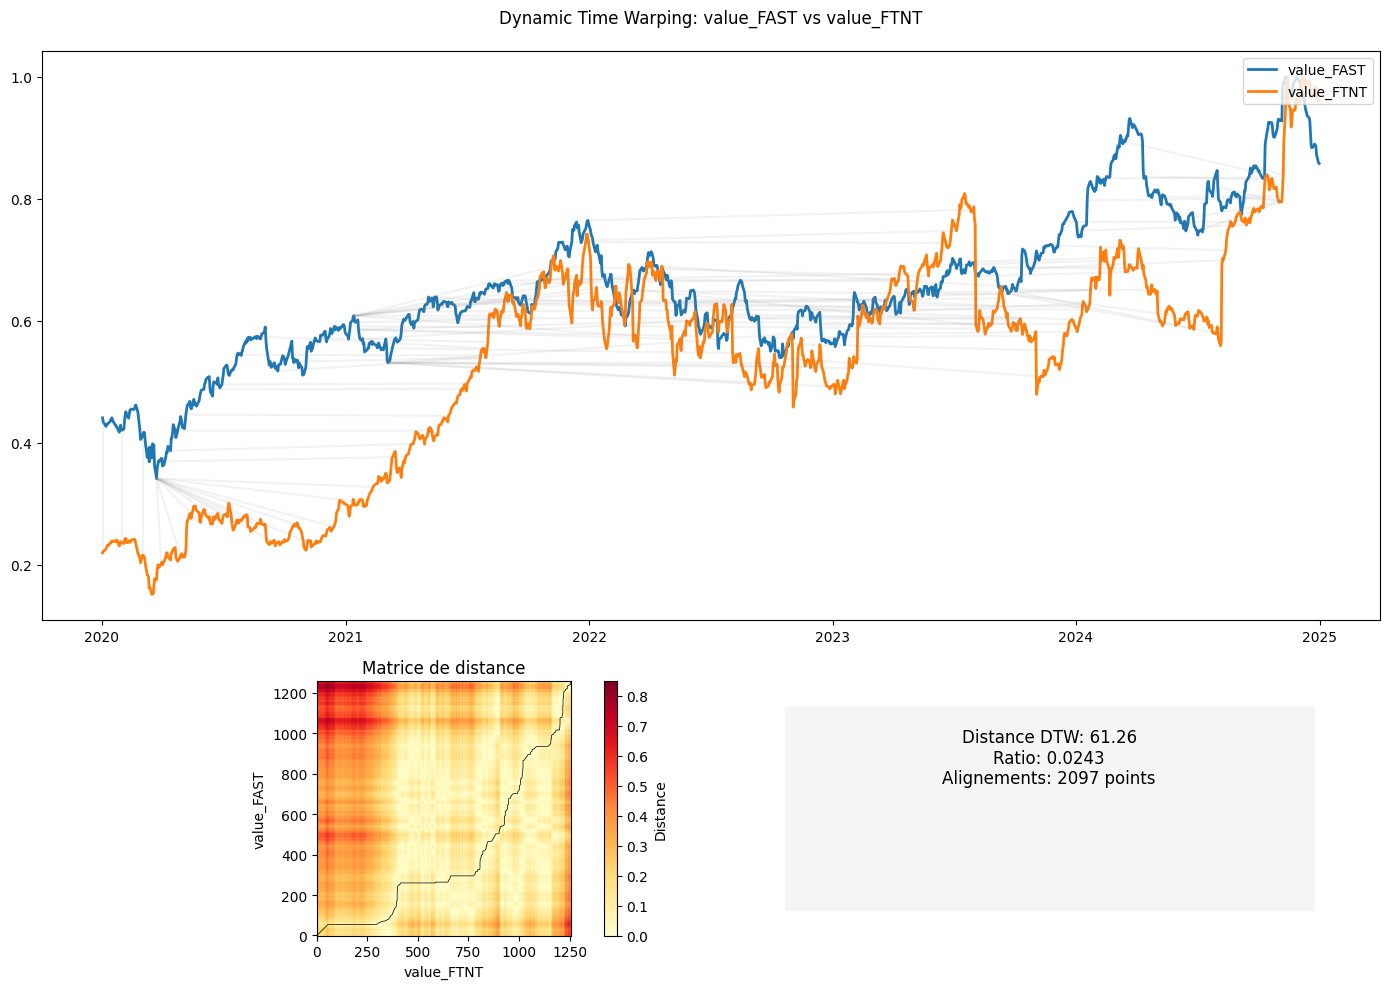 Dynamic Time Warping: value_FAST vs value_FTNT
value_FAST
value_FTNT
1.0
0.8
0.6
0.4
0.2
2020 2021 2022 2023 2024 2025
Matrice de distance
value_FAST
1200
1000
800
600
400
200
0
0 250 500 750 1000 1250
value_FTNT
0.8
0.7
0.6
0.5
0.4
0.3
0.2
0.1
0.0
Distance
Distance DTW: 61.26
Ratio: 0.0243
Alignements: 2097 points